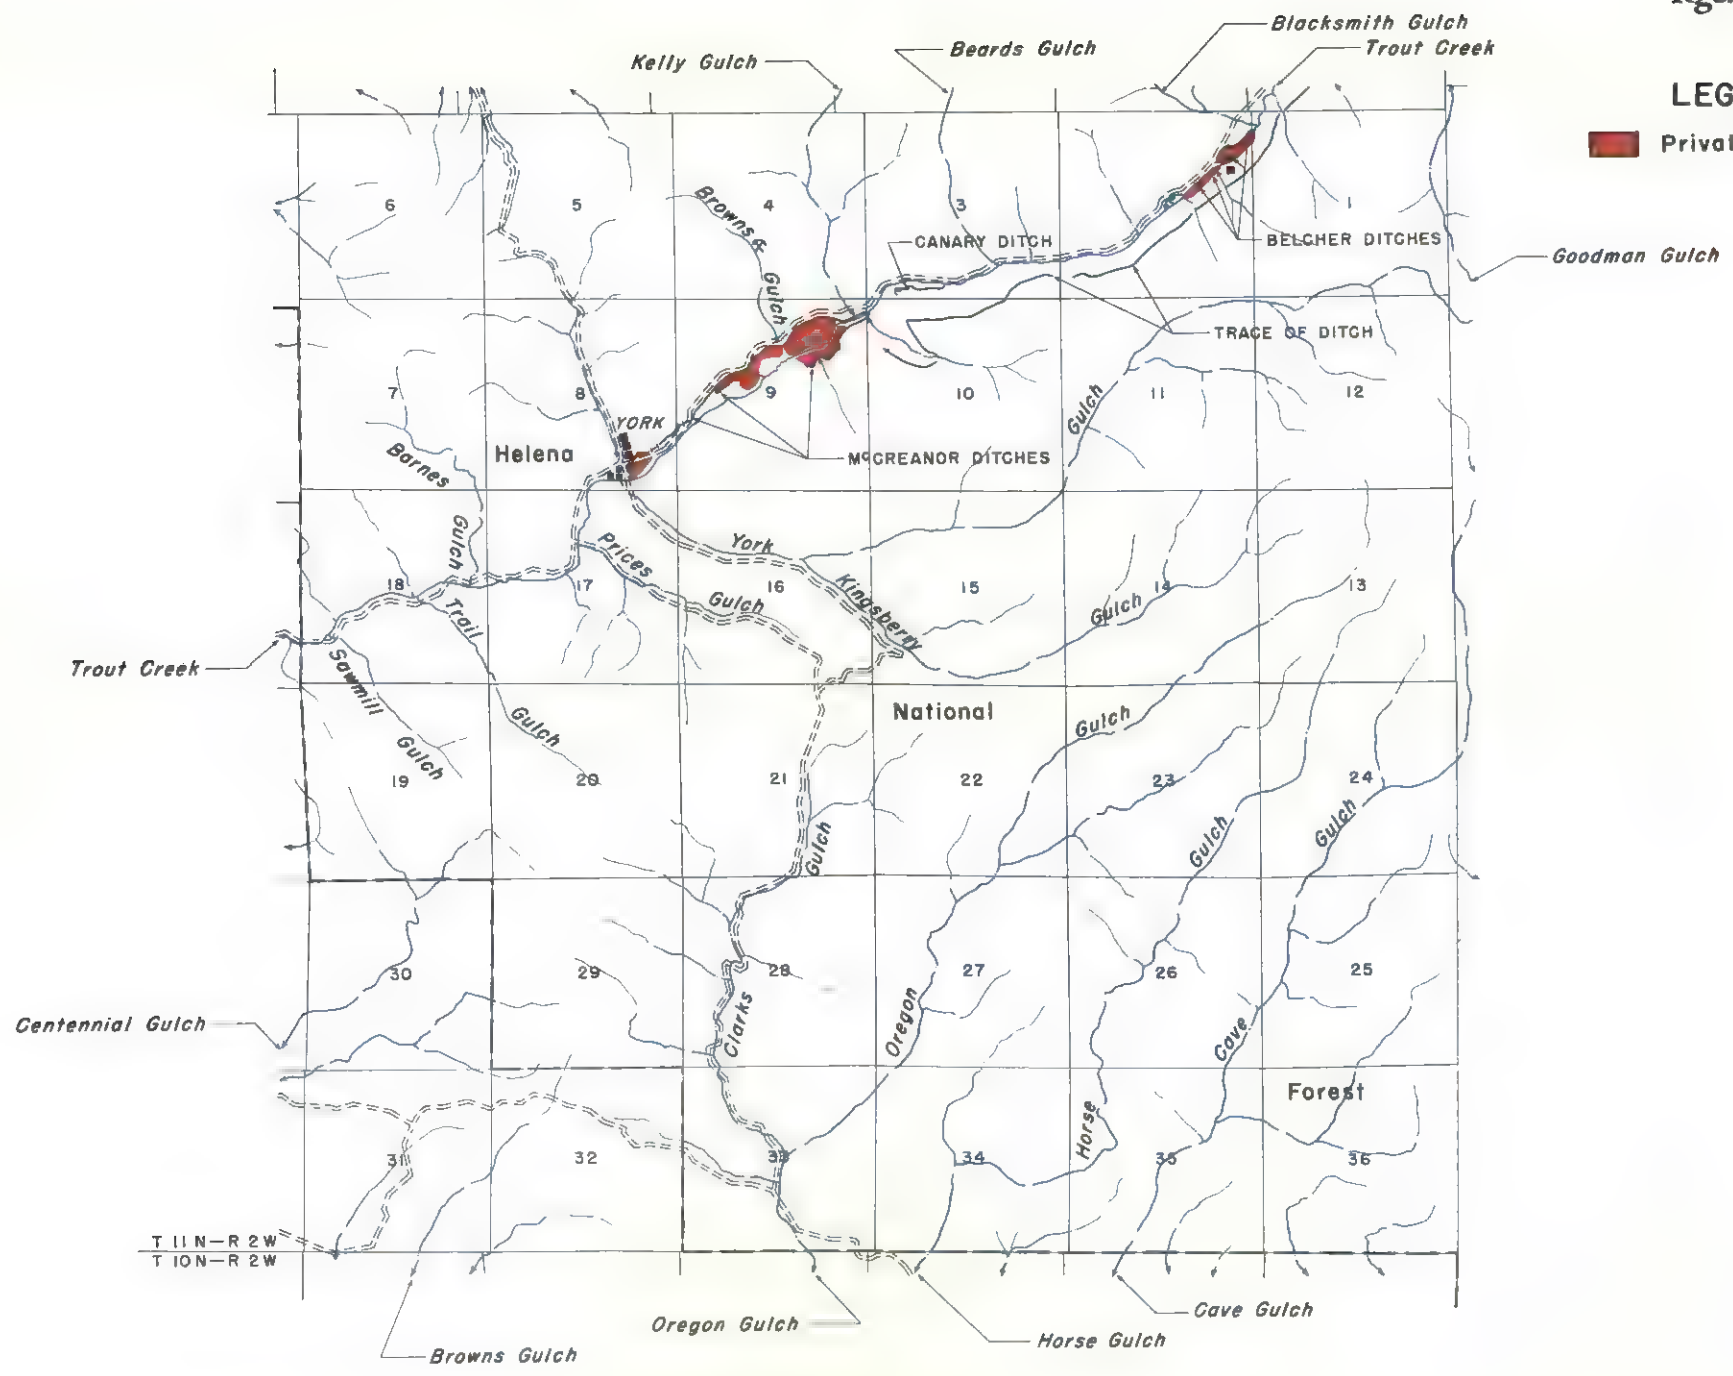 Blacksmith Gulch
Kelly Gulch
Beards Gulch
Trout Creek
LEG
Privat
6
5
Browns &
Gulch
4
3
1
CANARY DITCH
BELCHER DITCHES
Goodman Gulch
TRACE OF DITCH
7
8
9
10
11
12
YORK
Gulch
Helena
Barnes
Gulch
McGREANOR DITCHES
York
Prices
Gulch
Kingsberry
Gulch
18
17
16
15
14
13
Trail
Gulch
Trout Creek
Sawmill
Gulch
National
Gulch
19
20
21
22
23
24
Gulch
Gulch
Gulch
30
29
28
27
26
25
Centennial Gulch
Clarks
Oregon
Cave
Forest
Horse
31
32
33
34
35
36
T 11 N–R 2 W
T 10 N–R 2 W
Cave Gulch
Oregon Gulch
Horse Gulch
Browns Gulch